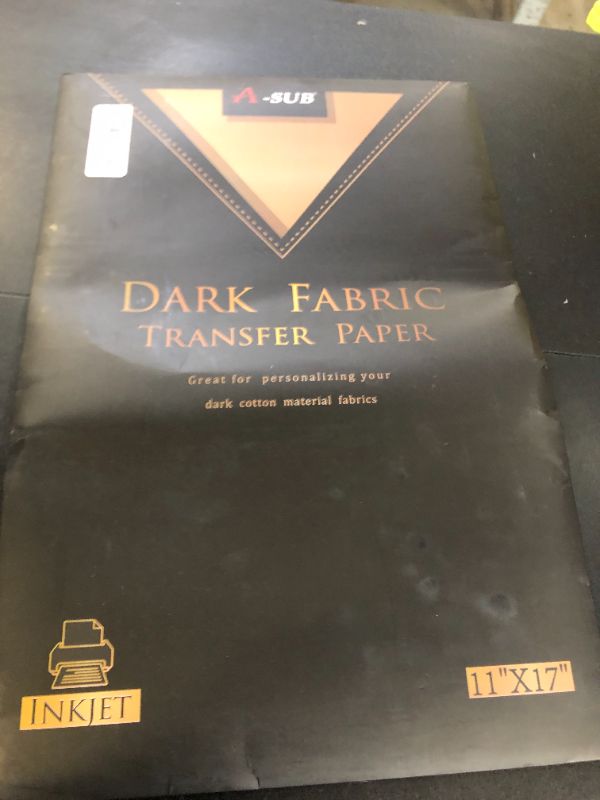 A-SUB
DARK FABRIC
TRANSFER PAPER
Great for personalizing your
dark cotton material fabrics
INKJET
11"X17"